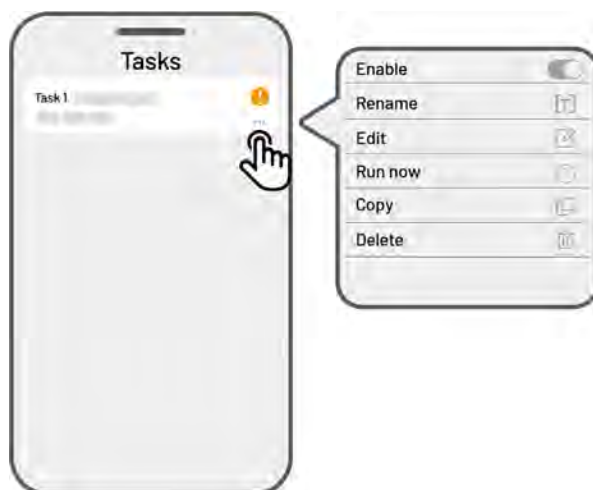 Tasks
Task 1
Enable
Rename
Edit
Run now
Copy
Delete